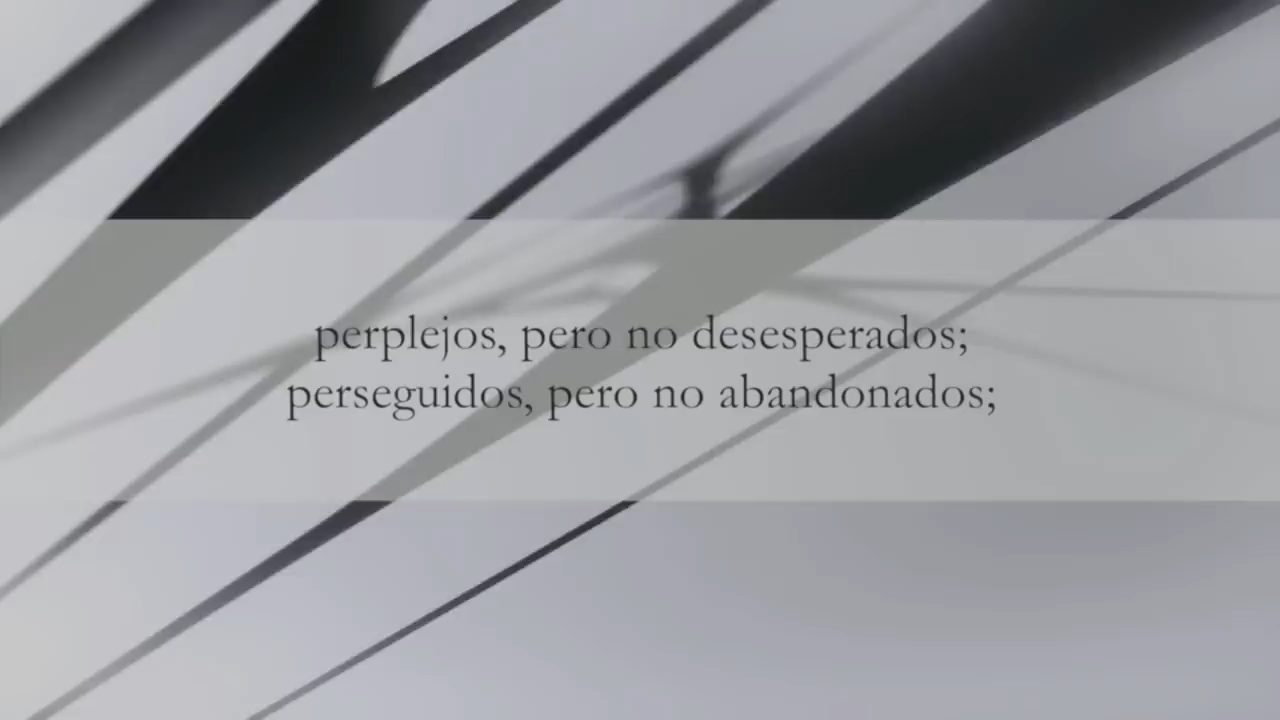 perplejos, pero no desesperados;
perseguidos, pero no abandonados;